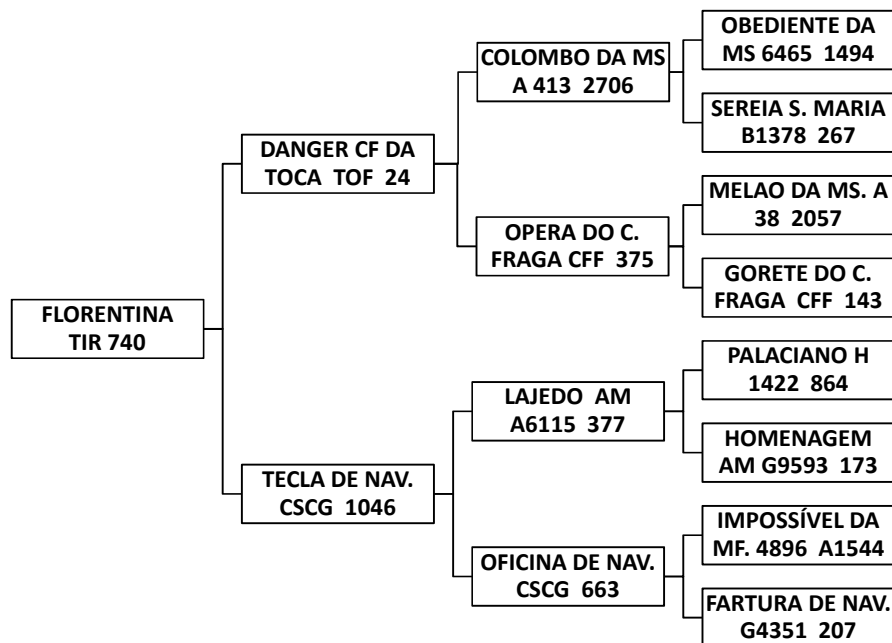 FLORENTINA
TIR 740
DANGER CF DA
TOCA TOF 24
TECLA DE NAV.
CSCG 1046
COLOMBO DA MS
A 413 2706
OPERA DO C.
FRAGA CFF 375
LAJEDO AM
A6115 377
OFICINA DE NAV.
CSCG 663
OBEDIENTE DA
MS 6465 1494
SEREIA S. MARIA
B1378 267
MELAO DA MS. A
38 2057
GORETE DO C.
FRAGA CFF 143
PALACIANO H
1422 864
HOMENAGEM
AM G9593 173
IMPOSSÍVEL DA
MF. 4896 A1544
FARTURA DE NAV.
G4351 207